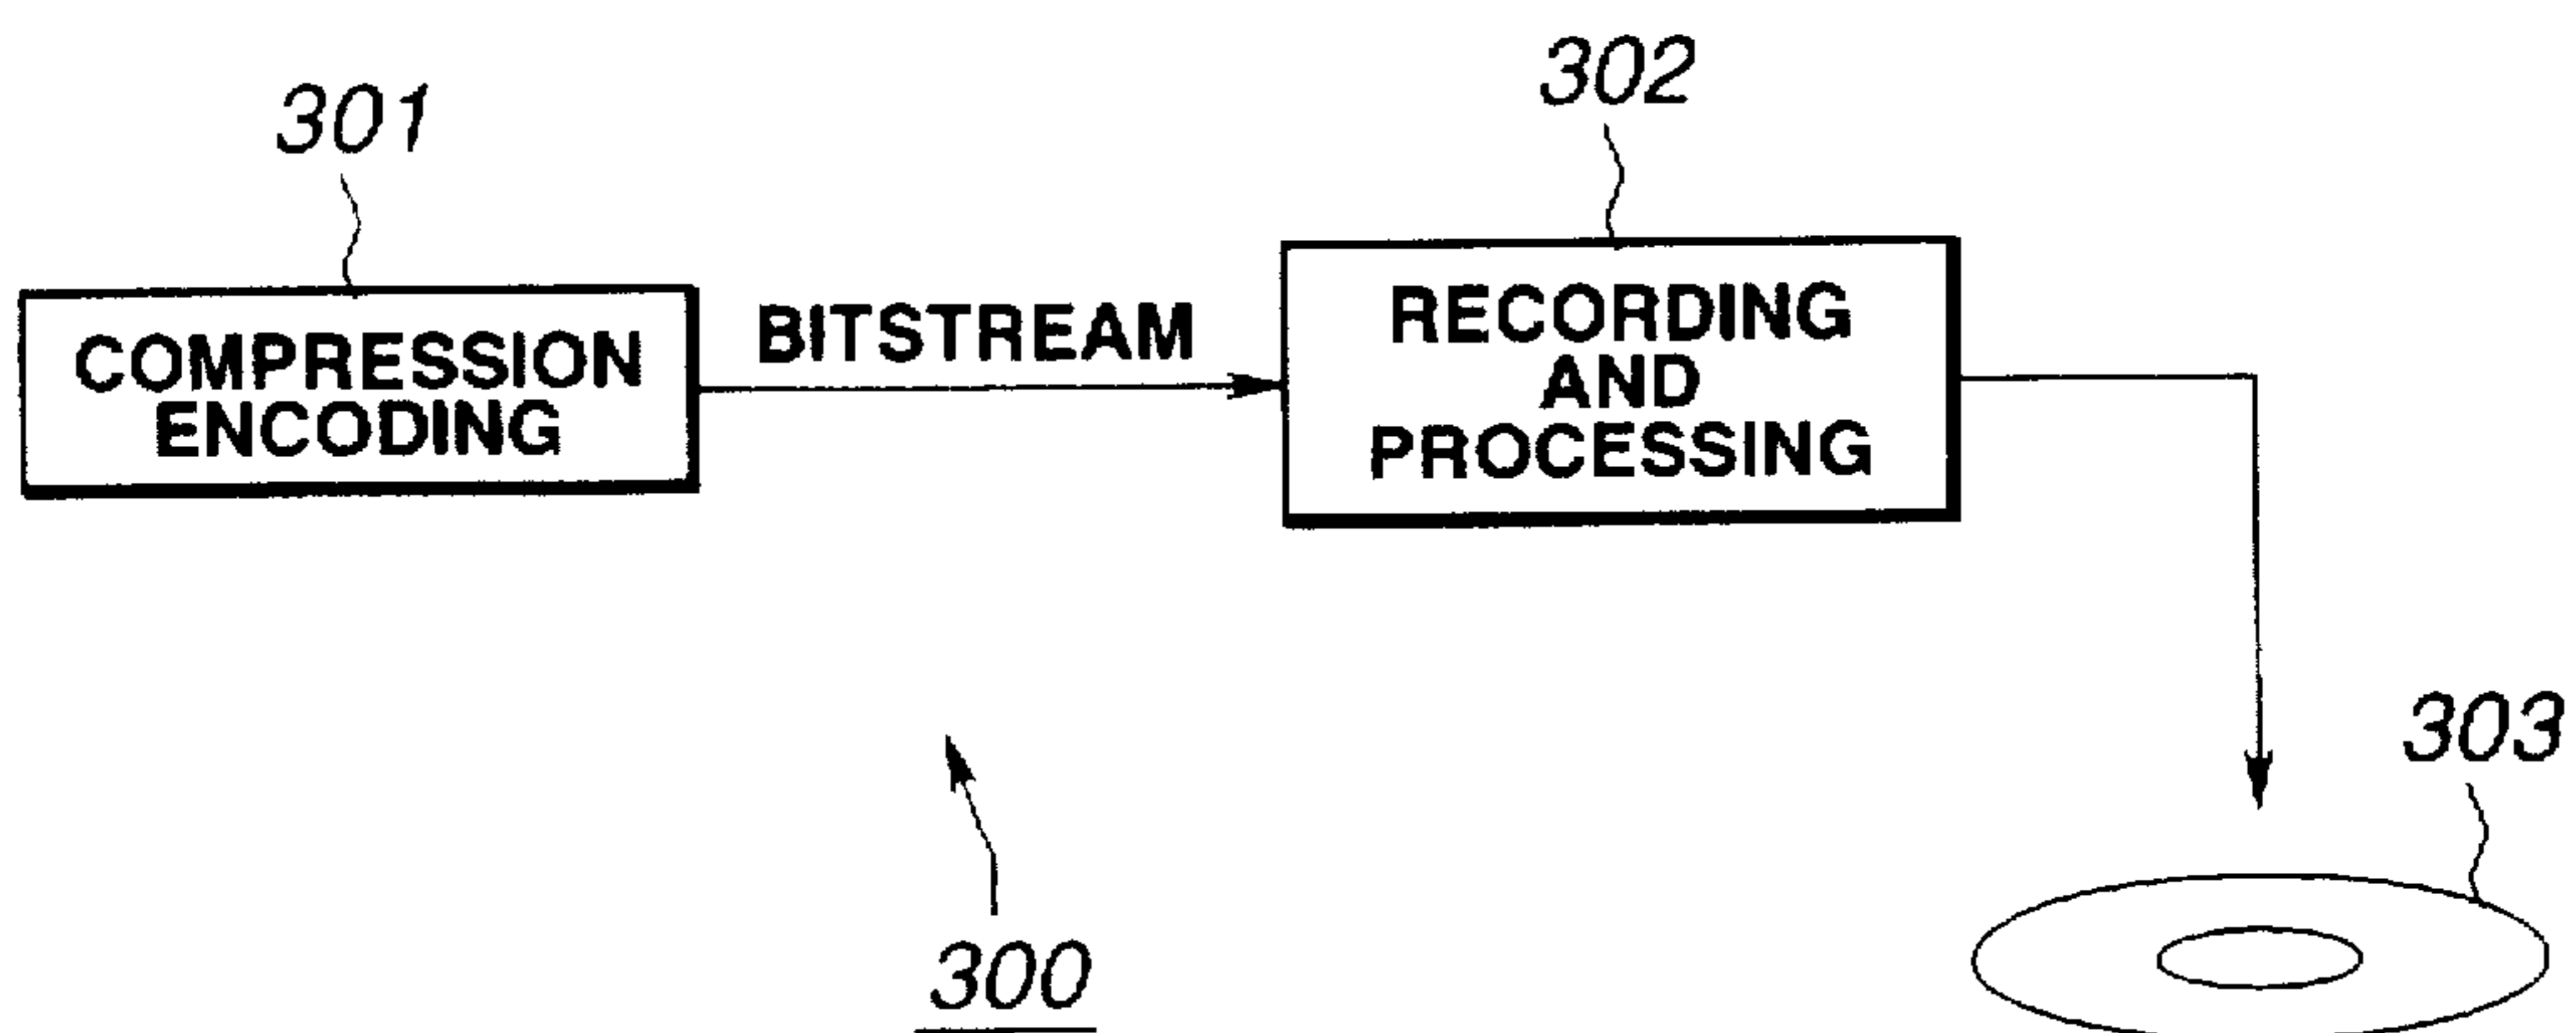 301
302
COMPRESSION
ENCODING
BITSTREAM
RECORDING
AND
PROCESSING
303
300